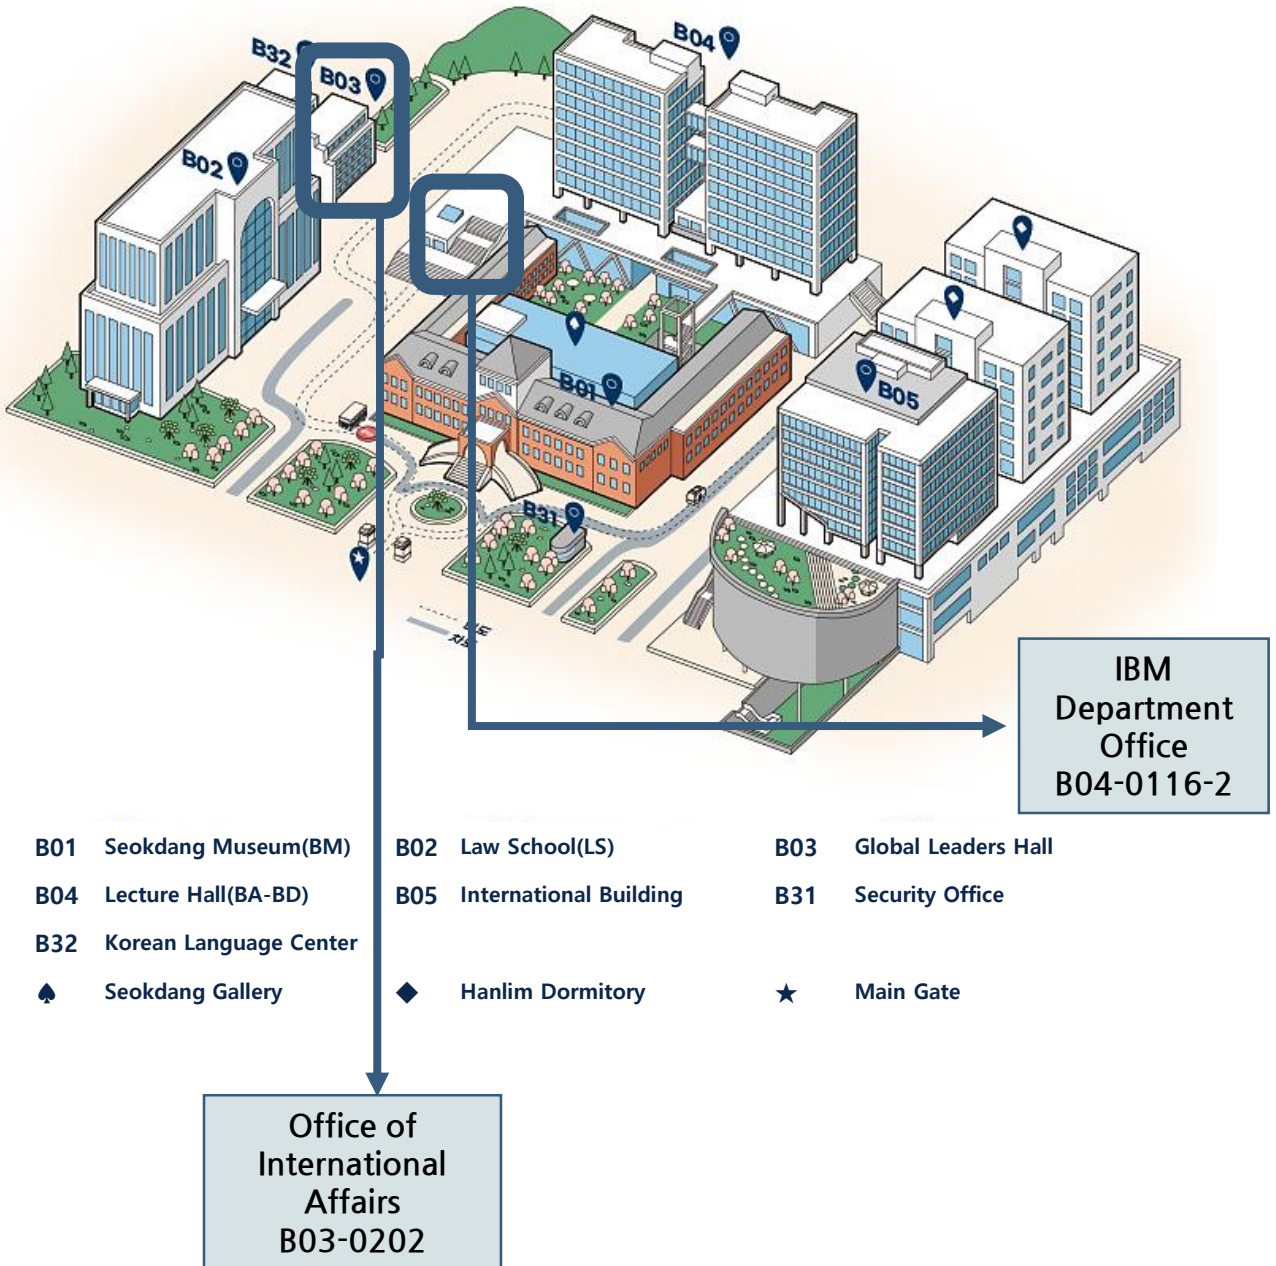 B32
B03
B04
B02
B01
B05
B31
IBM
Department
Office
B04-0116-2
B01 Seokdang Museum(BM) B02 Law School(LS) B03 Global Leaders Hall
B04 Lecture Hall(BA-BD) B05 International Building B31 Security Office
B32 Korean Language Center
♠ Seokdang Gallery ◆ Hanlim Dormitory ★ Main Gate
Office of
International
Affairs
B03-0202